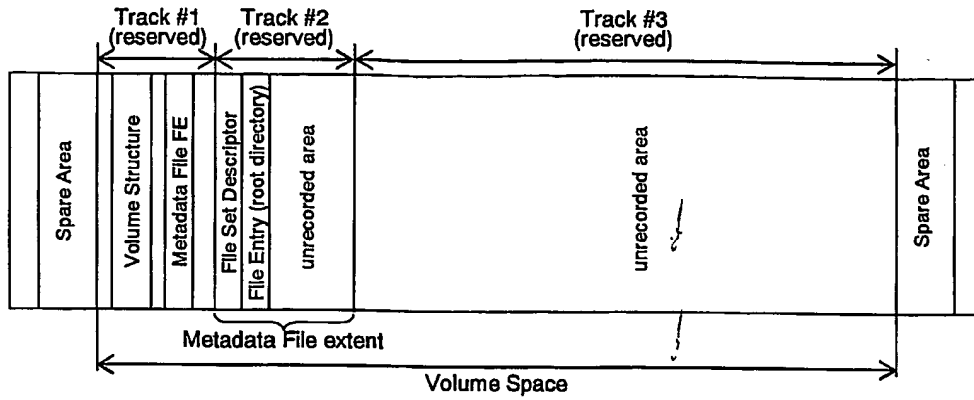 Track #1
(reserved)
Track #2
(reserved)
Track #3
(reserved)
Spare Area
Volume Structure
Metadata File FE
File Set Descriptor
File Entry (root directory)
unrecorded area
unrecorded area
Spare Area
Metadata File extent
Volume Space